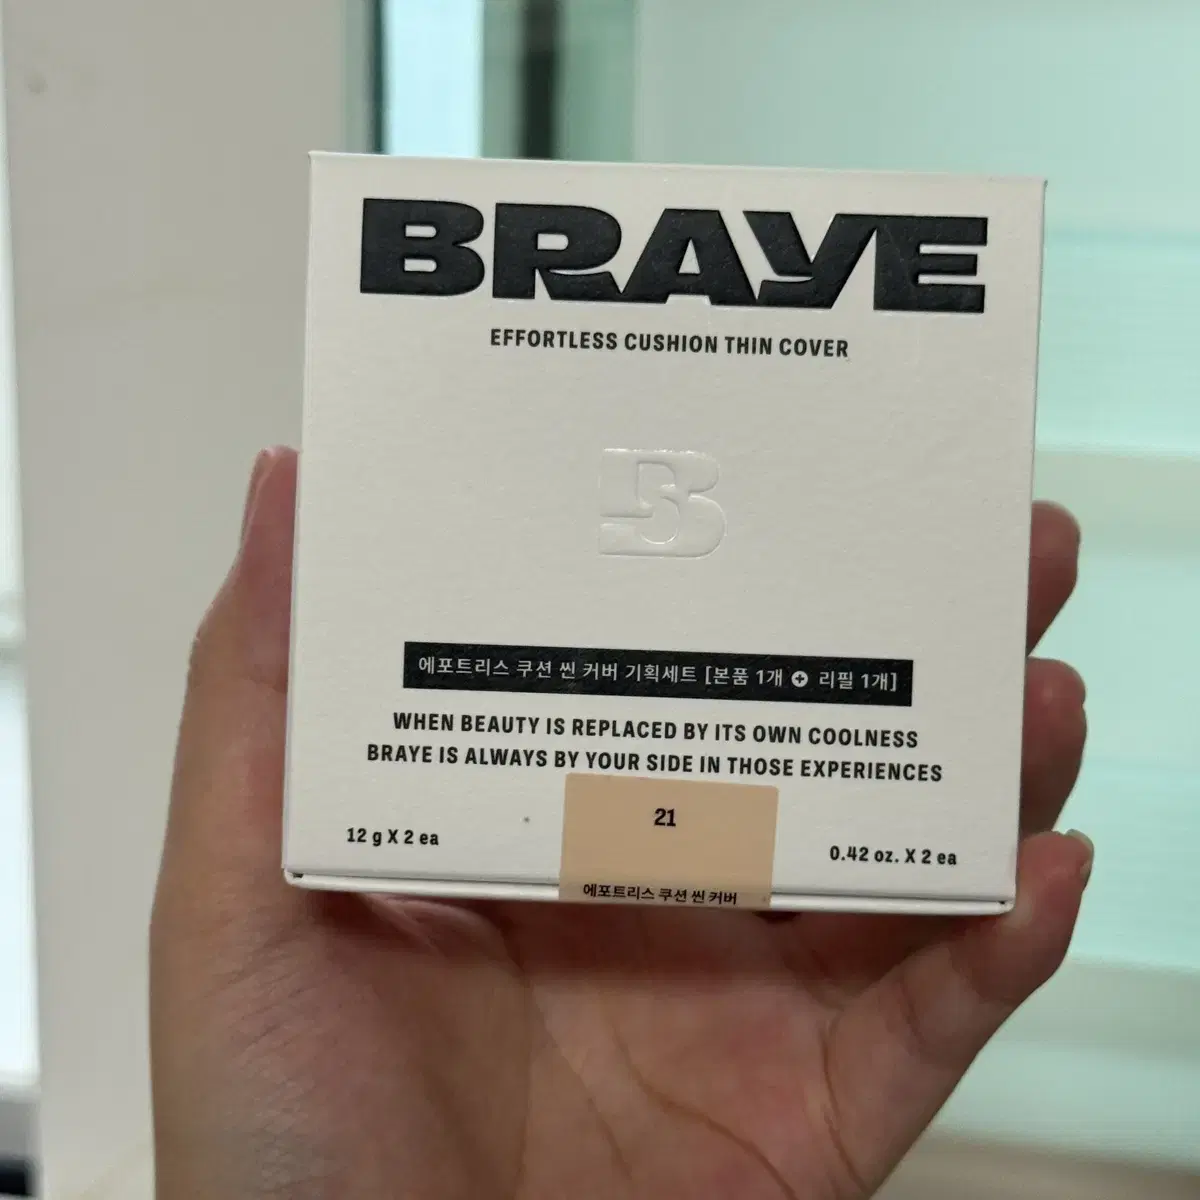 BRAYE
EFFORTLESS CUSHION THIN COVER
B
에포트리스 쿠션 씬 커버 기획세트 [본품 1개 + 리필 1개]
WHEN BEAUTY IS REPLACED BY ITS OWN COOLNESS
BRAYE IS ALWAYS BY YOUR SIDE IN THOSE EXPERIENCES
21
12 g X 2 ea
0.42 oz. X 2 ea
에포트리스 쿠션 씬 커버